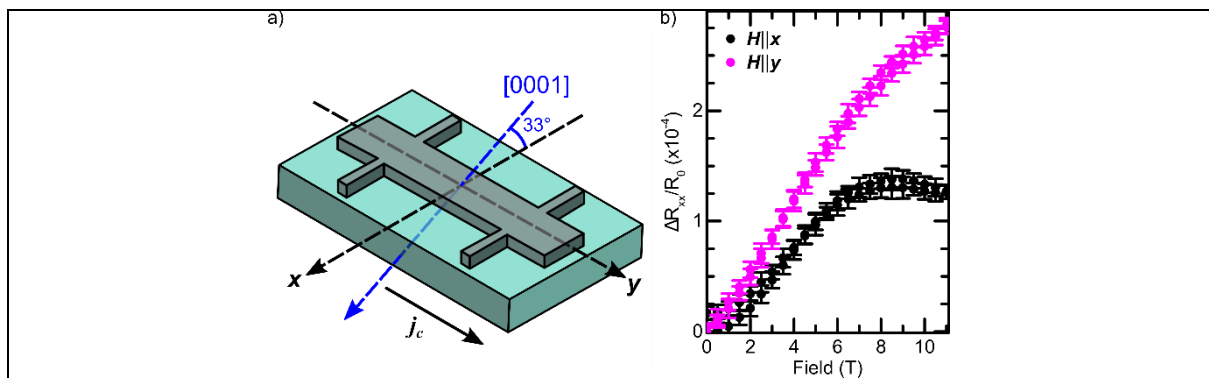 a)
[0001]
33°
x
y
j_c
b)
H||x
H||y
ΔR_xx/R_0 (x10^-4)
2
1
0
0 2 4 6 8 10
Field (T)